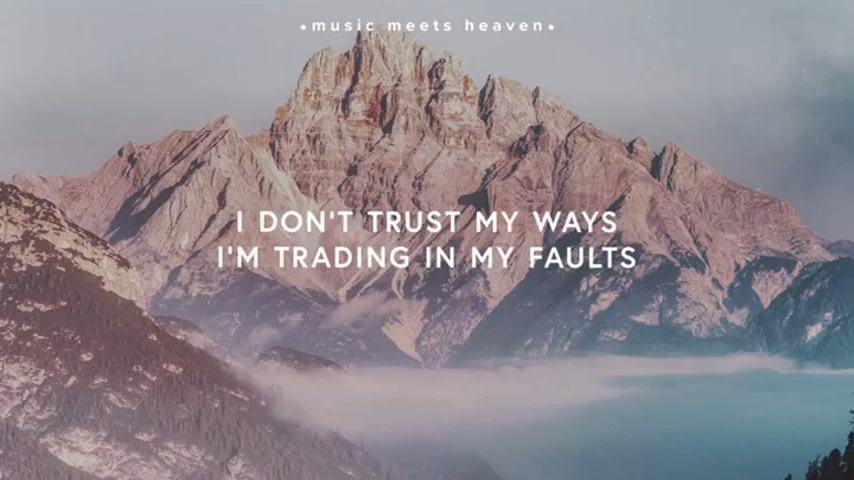 •music meets heaven•
I DON'T TRUST MY WAYS
I'M TRADING IN MY FAULTS